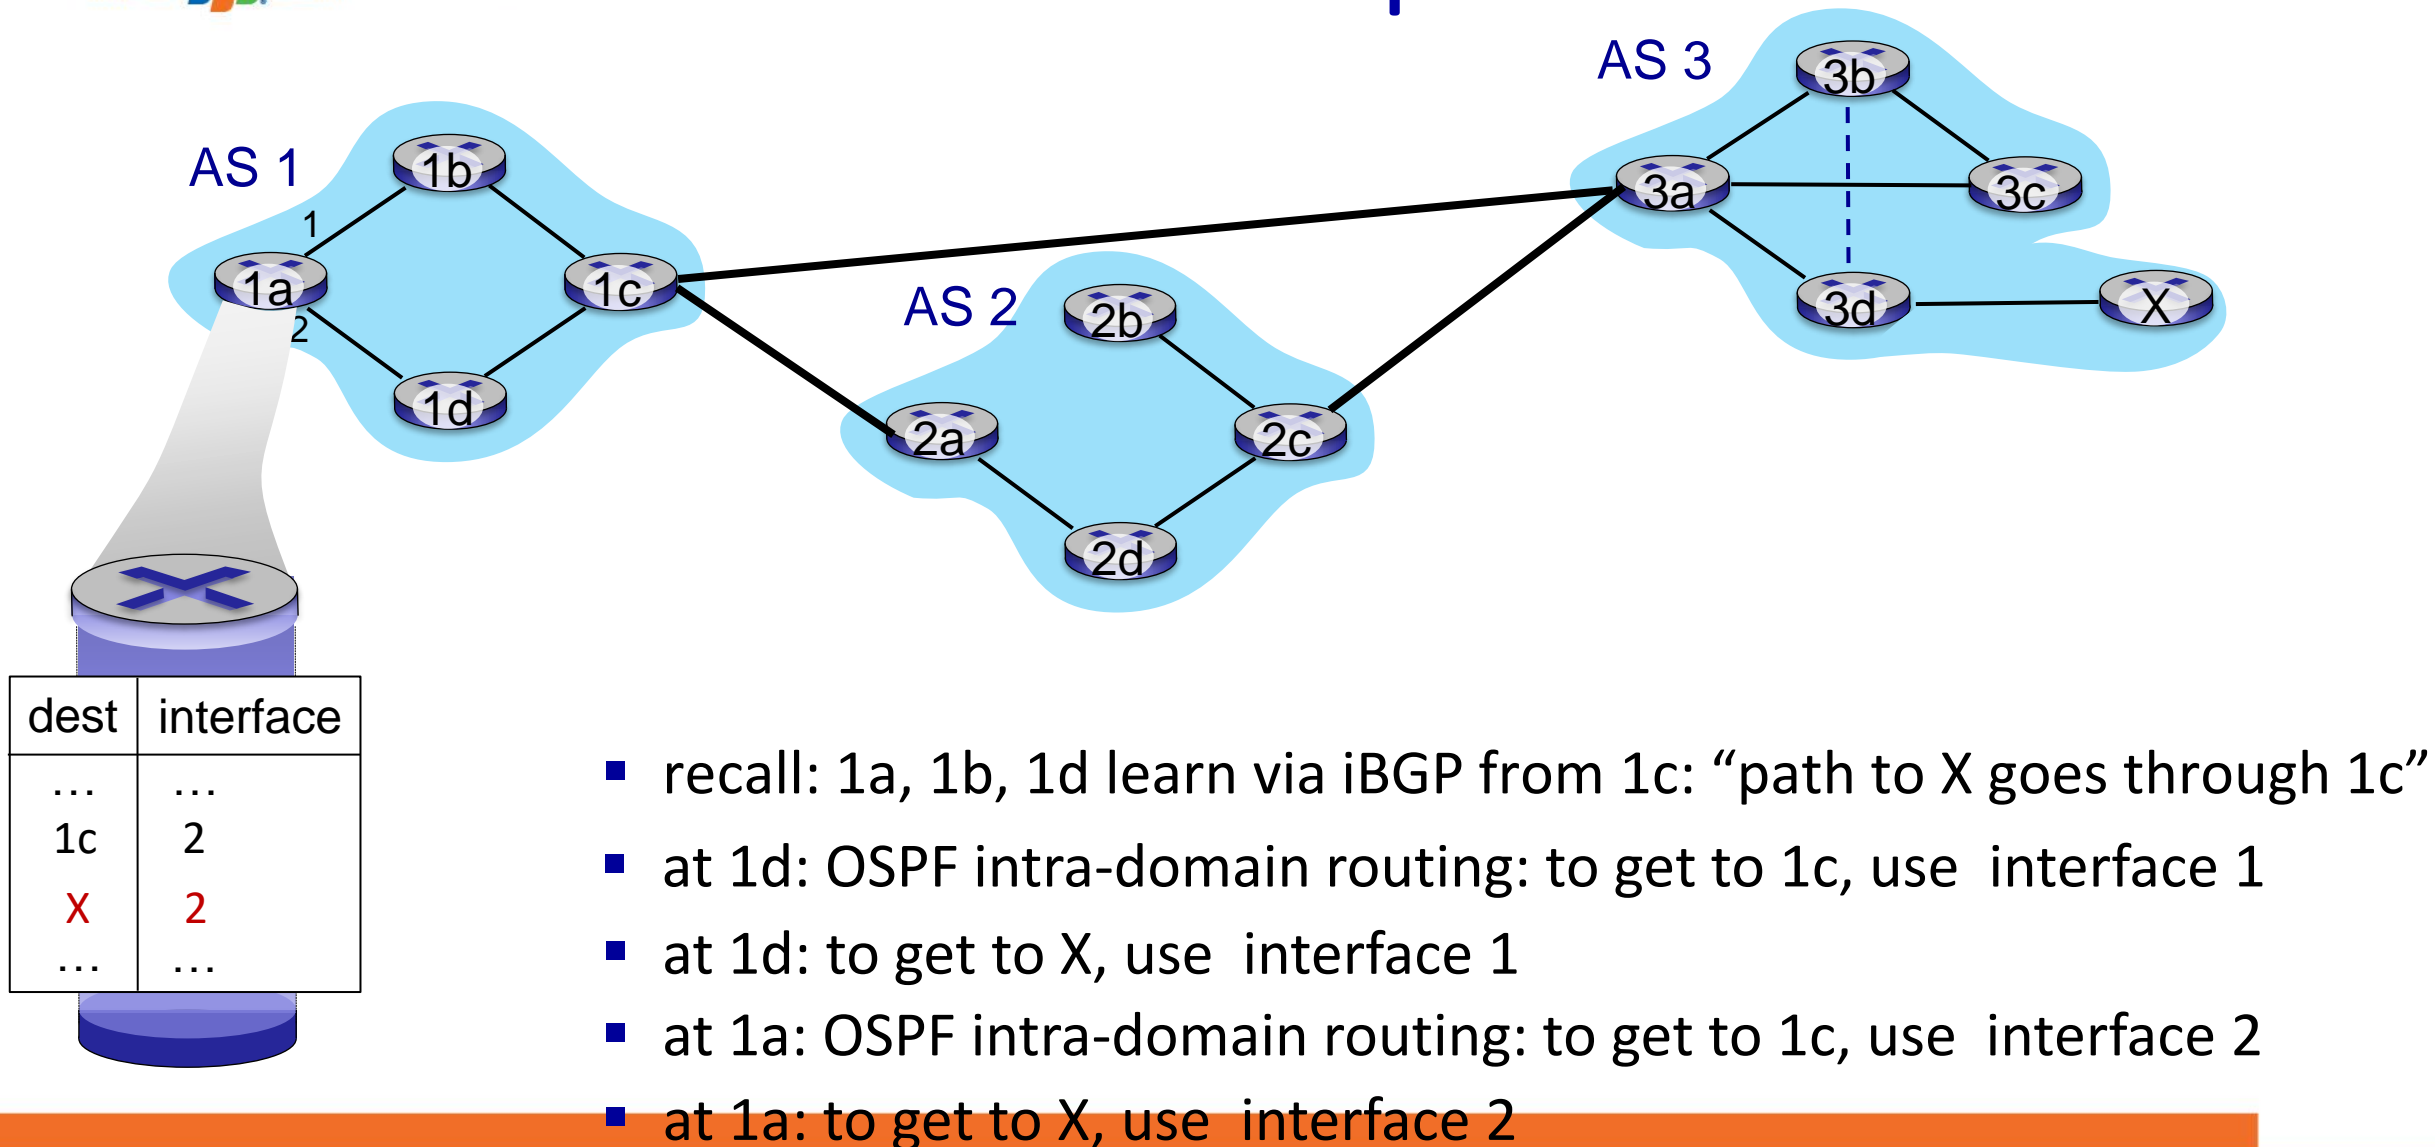 AS 3
3b
3a
3c
3d
X
AS 1
1b
1
1a
1c
2
1d
AS 2
2b
2a
2c
2d
dest interface
... ...
1c 2
X 2
... ...
▪ recall: 1a, 1b, 1d learn via iBGP from 1c: “path to X goes through 1c”
▪ at 1d: OSPF intra-domain routing: to get to 1c, use interface 1
▪ at 1d: to get to X, use interface 1
▪ at 1a: OSPF intra-domain routing: to get to 1c, use interface 2
▪ at 1a: to get to X, use interface 2